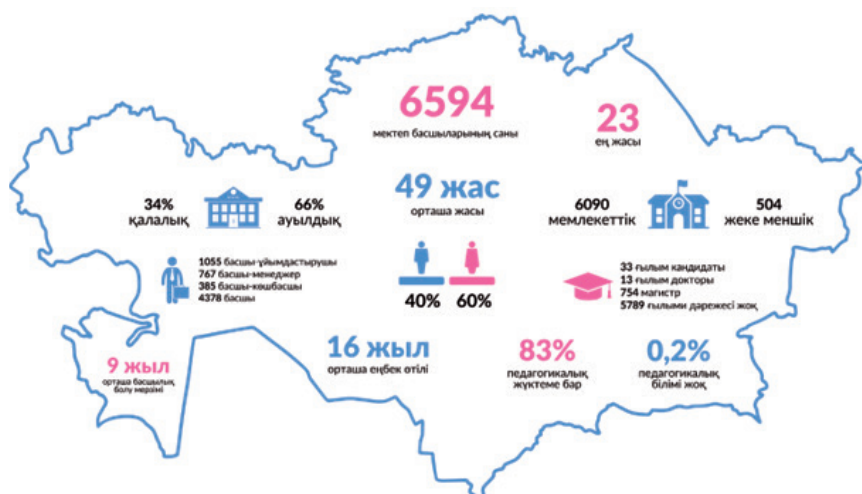 6594
мектеп басшыларының саны
23
ең жасы
34%
қалалық
66%
ауылдық
49 жас
орташа жасы
6090
мемлекеттік
504
жеке меншік
1055 басшы-ұйымдастырушы
767 басшы-менеджер
385 басшы-көшбасшы
4378 басшы
40%
60%
33 ғылым кандидаты
13 ғылым докторы
754 магистр
5789 ғылыми дәрежесі жоқ
9 жыл
орташа басшылық
болу мерзімі
16 жыл
орташа еңбек өтілі
83%
педагогикалық
жүктеме бар
0,2%
педагогикалық
білімі жоқ